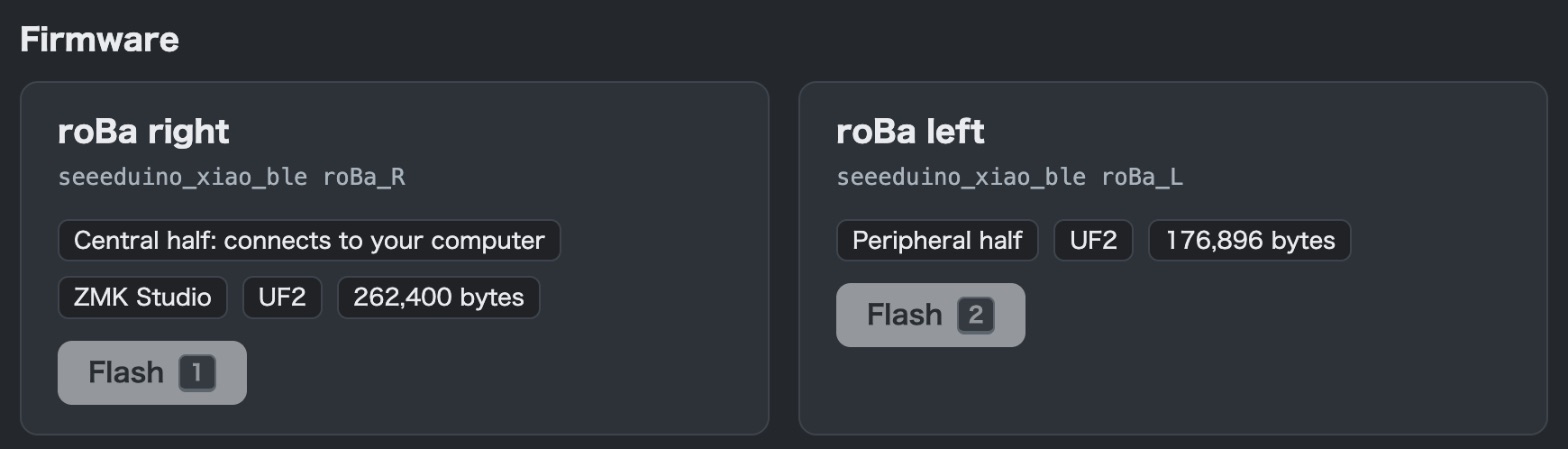 Firmware
roBa right
seeeduino_xiao_ble roBa_R
Central half: connects to your computer
ZMK Studio UF2 262,400 bytes
Flash 1
roBa left
seeeduino_xiao_ble roBa_L
Peripheral half UF2 176,896 bytes
Flash 2